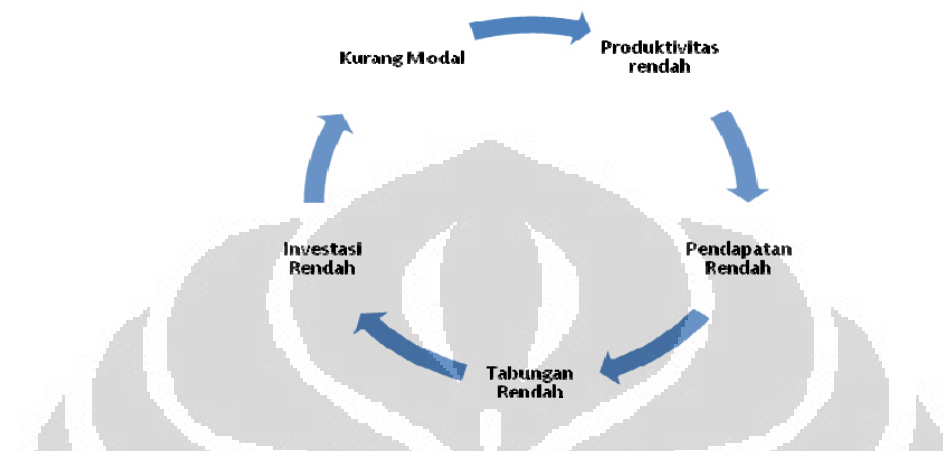 Kurang Modal
Produktivitas
rendah
Pendapatan
Rendah
Tabungan
Rendah
Investasi
Rendah